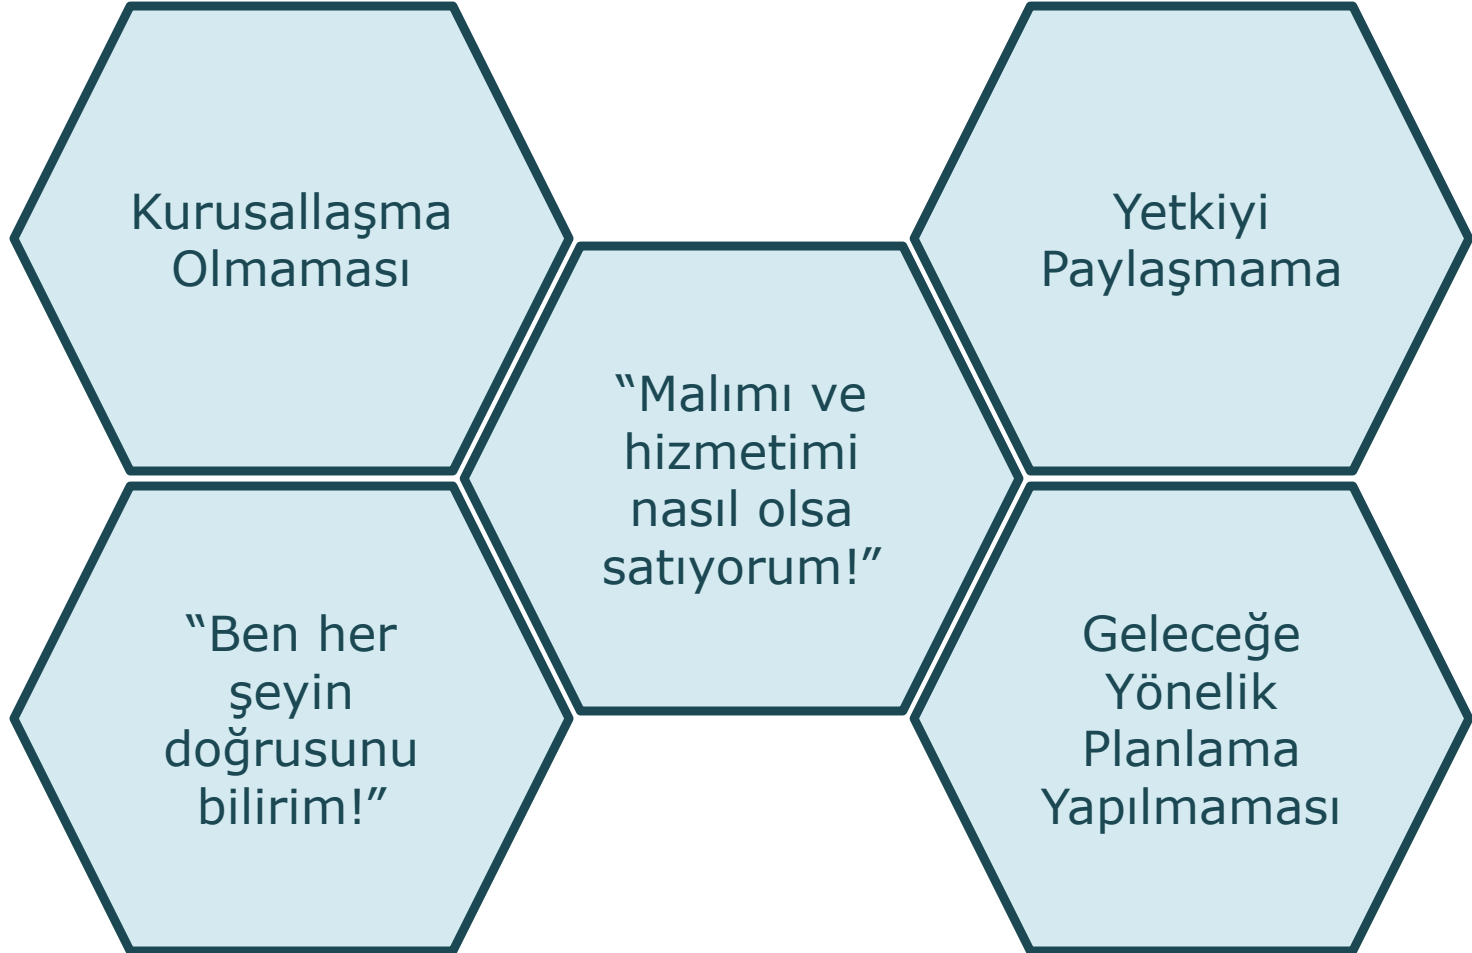 Kurusallaşma
Olmaması
Yetkiyi
Paylaşmama
“Malımı ve
hizmetimi
nasıl olsa
satıyorum!”
“Ben her
şeyin
doğrusunu
bilirim!”
Geleceğe
Yönelik
Planlama
Yapılmaması